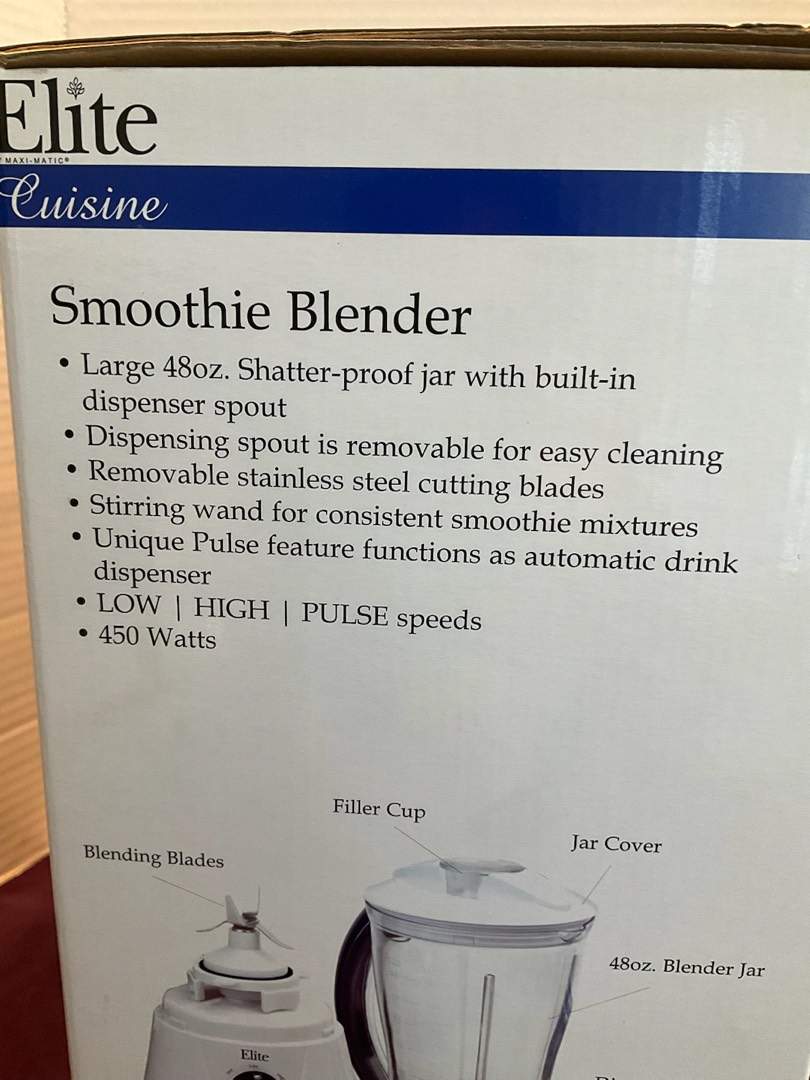 Elite
MAXI-MATIC®
Cuisine
Smoothie Blender
• Large 48oz. Shatter-proof jar with built-in
dispenser spout
• Dispensing spout is removable for easy cleaning
• Removable stainless steel cutting blades
• Stirring wand for consistent smoothie mixtures
• Unique Pulse feature functions as automatic drink
dispenser
• LOW | HIGH | PULSE speeds
• 450 Watts
Filler Cup
Jar Cover
Blending Blades
48oz. Blender Jar
Elite